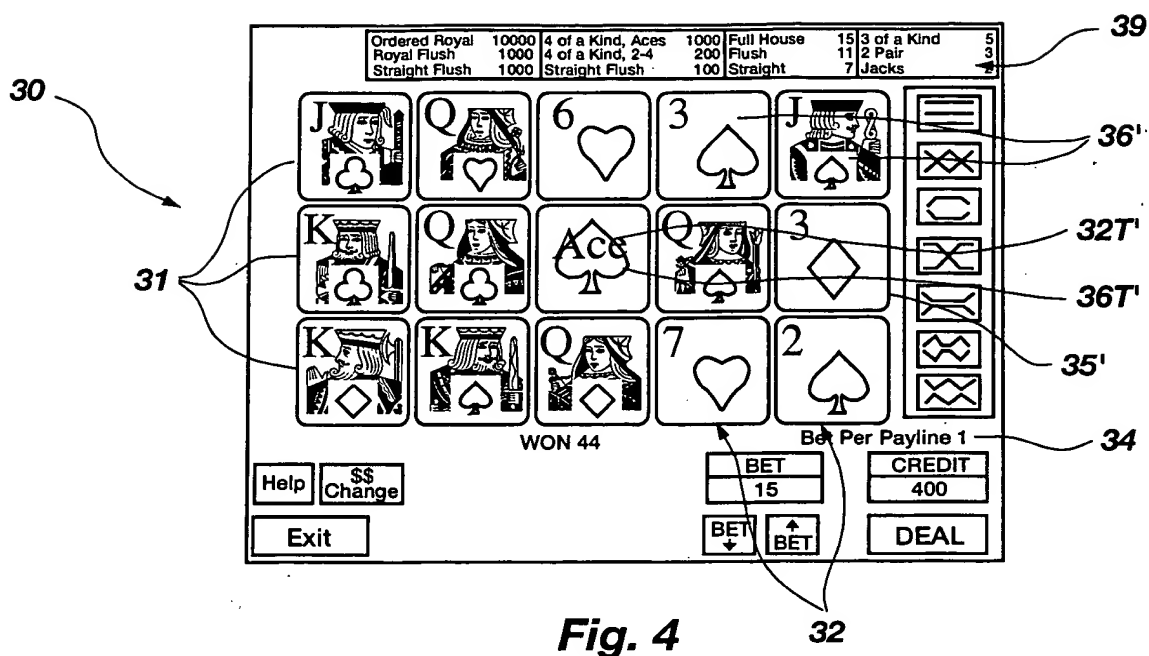 39
Ordered Royal 10000 4 of a Kind, Aces 1000 Full House 15 3 of a Kind 5
Royal Flush 1000 4 of a Kind, 2-4 200 Flush 11 2 Pair 3
Straight Flush 1000 Straight Flush 100 Straight 7 Jacks
30
J Q 6 3 J
36'
K Q Ace Q 3
32T'
31
36T'
K K Q 7 2
35'
WON 44
Bet Per Payline 1
34
Help
$$
Change
BET
15
CREDIT
400
Exit
BET
BET
DEAL
32
Fig. 4